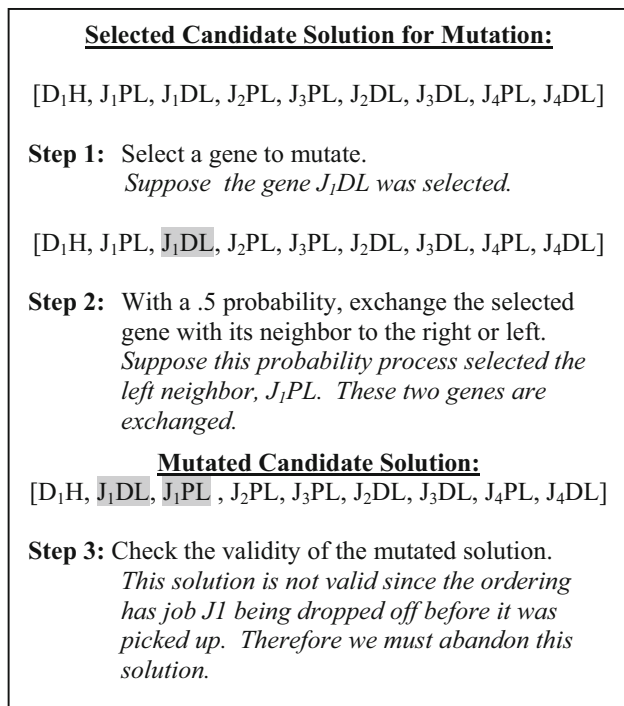 Selected Candidate Solution for Mutation:
[D₁H, J₁PL, J₁DL, J₂PL, J₃PL, J₂DL, J₃DL, J₄PL, J₄DL]
Step 1: Select a gene to mutate.
Suppose the gene J₁DL was selected.
[D₁H, J₁PL, J₁DL, J₂PL, J₃PL, J₂DL, J₃DL, J₄PL, J₄DL]
Step 2: With a .5 probability, exchange the selected
gene with its neighbor to the right or left.
Suppose this probability process selected the
left neighbor, J₁PL. These two genes are
exchanged.
Mutated Candidate Solution:
[D₁H, J₁DL, J₁PL , J₂PL, J₃PL, J₂DL, J₃DL, J₄PL, J₄DL]
Step 3: Check the validity of the mutated solution.
This solution is not valid since the ordering
has job J1 being dropped off before it was
picked up. Therefore we must abandon this
solution.